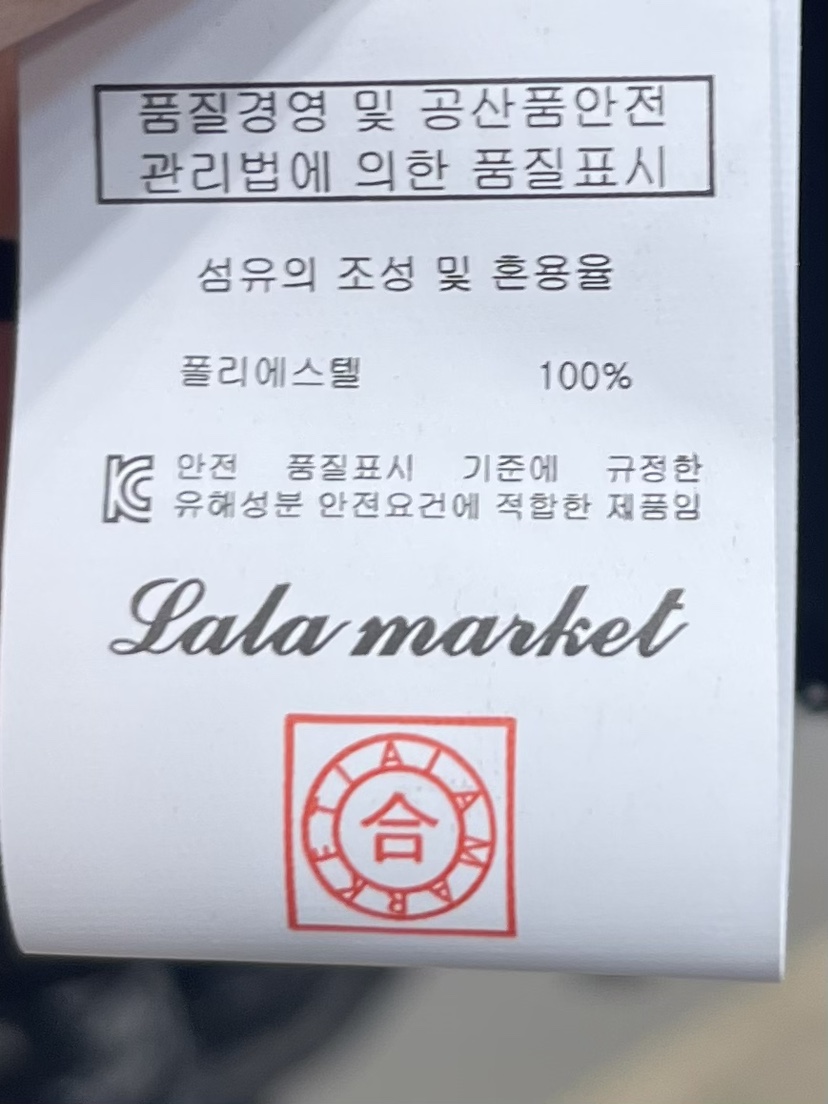 품질경영 및 공산품안전
관리법에 의한 품질표시
섬유의 조성 및 혼용율
폴리에스텔 100%
안전 품질표시 기준에 규정한
유해성분 안전요건에 적합한 제품임
Lala market
LALA MARKET
合